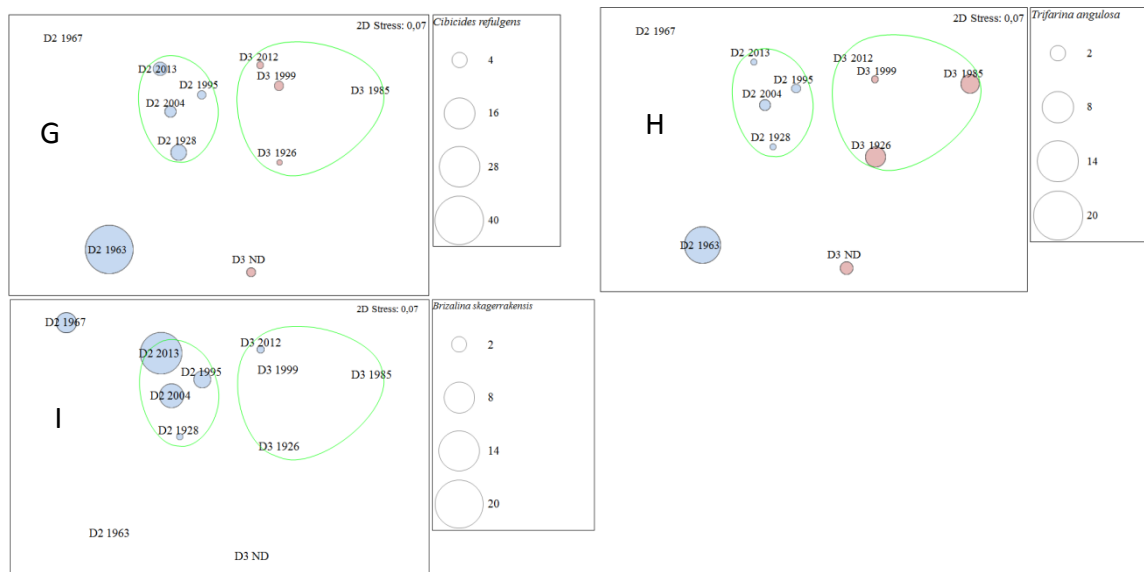 2D Stress: 0,07
D2 1967
D2 2013
D2 1995
D2 2004
D2 1928
D3 2012
D3 1999
D3 1985
D3 1926
G
D2 1963
D3 ND
Cibicides refulgens
4
16
28
40
2D Stress: 0,07
D2 1967
D2 2013
D2 1995
D2 2004
D2 1928
D3 2012
D3 1999
D3 1985
D3 1926
H
D2 1963
D3 ND
Trifarina angulosa
2
8
14
20
2D Stress: 0,07
D2 1967
D2 2013
D2 1995
D2 2004
D2 1928
D3 2012
D3 1999
D3 1985
D3 1926
I
D2 1963
D3 ND
Brizalina skagerrakensis
2
8
14
20